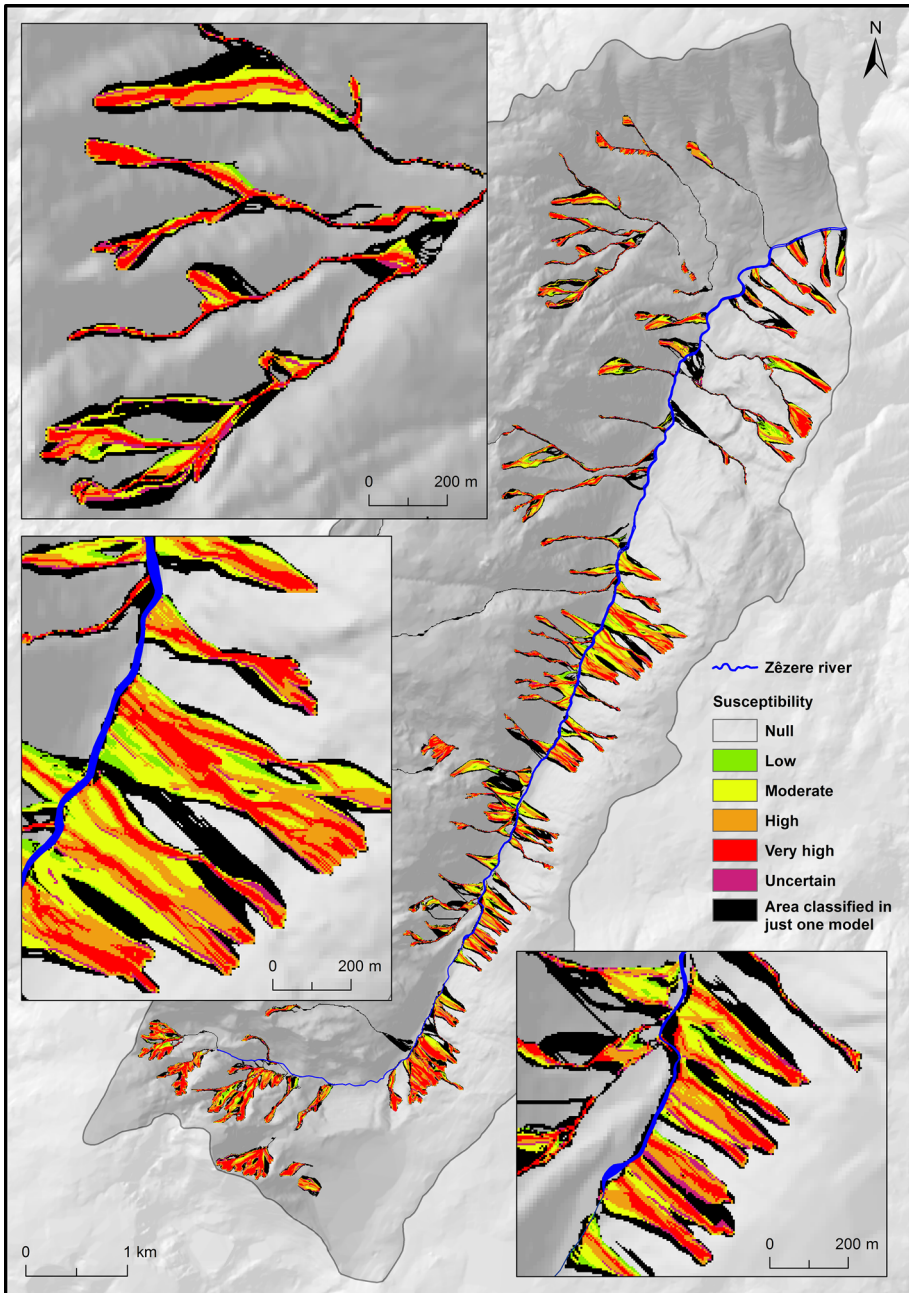 N
0 200 m
Zêzere river
Susceptibility
Null
Low
Moderate
High
Very high
Uncertain
Area classified in
just one model
0 200 m
0 1 km
0 200 m